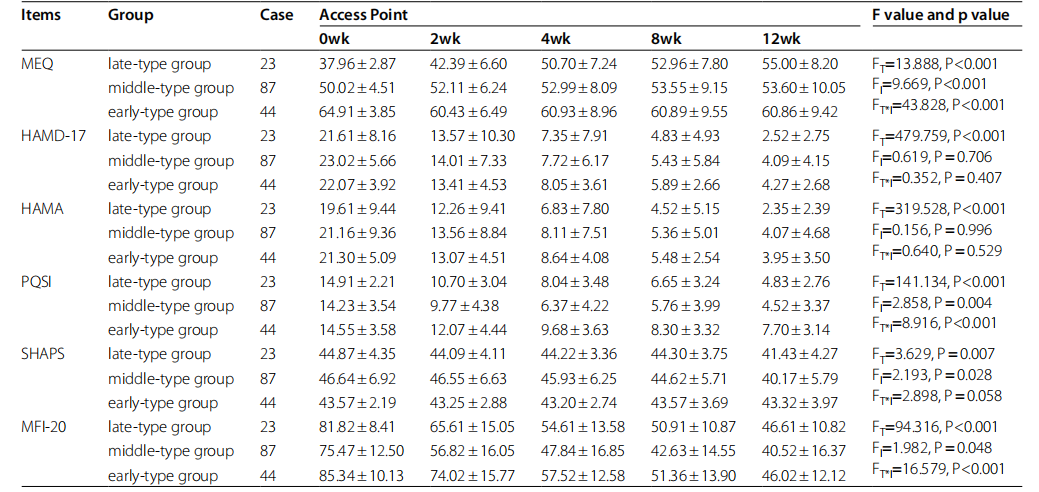 Items Group Case Access Point F value and p value
0wk 2wk 4wk 8wk 12wk
MEQ late-type group 23 37.96±2.87 42.39±6.60 50.70±7.24 52.96±7.80 55.00±8.20 FT=13.888, P<0.001
middle-type group 87 50.02±4.51 52.11±6.24 52.99±8.09 53.55±9.15 53.60±10.05 FI=9.669, P<0.001
early-type group 44 64.91±3.85 60.43±6.49 60.93±8.96 60.89±9.55 60.86±9.42 FT*I=43.828, P<0.001
HAMD-17 late-type group 23 21.61±8.16 13.57±10.30 7.35±7.91 4.83±4.93 2.52±2.75 FT=479.759, P<0.001
middle-type group 87 23.02±5.66 14.01±7.33 7.72±6.17 5.43±5.84 4.09±4.15 FI=0.619, P=0.706
early-type group 44 22.07±3.92 13.41±4.53 8.05±3.61 5.89±2.66 4.27±2.68 FT*I=0.352, P=0.407
HAMA late-type group 23 19.61±9.44 12.26±9.41 6.83±7.80 4.52±5.15 2.35±2.39 FT=319.528, P<0.001
middle-type group 87 21.16±9.36 13.56±8.84 8.11±7.51 5.36±5.01 4.07±4.68 FI=0.156, P=0.996
early-type group 44 21.30±5.09 13.07±4.51 8.64±4.08 5.48±2.54 3.95±3.50 FT*I=0.640, P=0.529
PQSI late-type group 23 14.91±2.21 10.70±3.04 8.04±3.48 6.65±3.24 4.83±2.76 FT=141.134, P<0.001
middle-type group 87 14.23±3.54 9.77±4.38 6.37±4.22 5.76±3.99 4.52±3.37 FI=2.858, P=0.004
early-type group 44 14.55±3.58 12.07±4.44 9.68±3.63 8.30±3.32 7.70±3.14 FT*I=8.916, P<0.001
SHAPS late-type group 23 44.87±4.35 44.09±4.11 44.22±3.36 44.30±3.75 41.43±4.27 FT=3.629, P=0.007
middle-type group 87 46.64±6.92 46.55±6.63 45.93±6.25 44.62±5.71 40.17±5.79 FI=2.193, P=0.028
early-type group 44 43.57±2.19 43.25±2.88 43.20±2.74 43.57±3.69 43.32±3.97 FT*I=2.898, P=0.058
MFI-20 late-type group 23 81.82±8.41 65.61±15.05 54.61±13.58 50.91±10.87 46.61±10.82 FT=94.316, P<0.001
middle-type group 87 75.47±12.50 56.82±16.05 47.84±16.85 42.63±14.55 40.52±16.37 FI=1.982, P=0.048
early-type group 44 85.34±10.13 74.02±15.77 57.52±12.58 51.36±13.90 46.02±12.12 FT*I=16.579, P<0.001